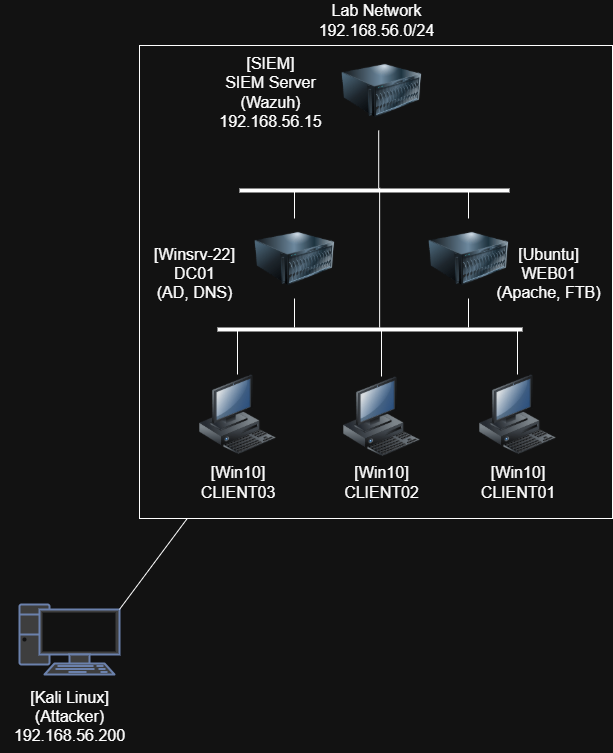 Lab Network
192.168.56.0/24
[SIEM]
SIEM Server
(Wazuh)
192.168.56.15
[Winsrv-22]
DC01
(AD, DNS)
[Ubuntu]
WEB01
(Apache, FTB)
[Win10]
CLIENT03
[Win10]
CLIENT02
[Win10]
CLIENT01
[Kali Linux]
(Attacker)
192.168.56.200